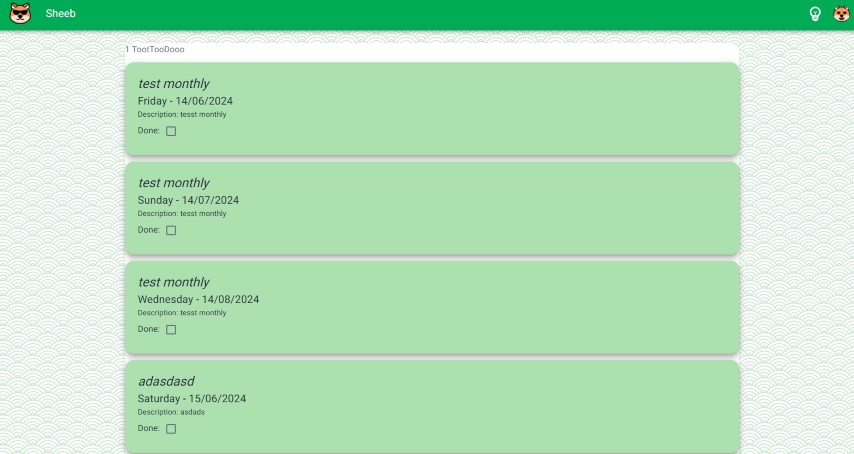 Sheeb
1 TootTooDooo
test monthly
Friday - 14/06/2024
Description: tesst monthly
Done:
test monthly
Sunday - 14/07/2024
Description: tesst monthly
Done:
test monthly
Wednesday - 14/08/2024
Description: tesst monthly
Done:
adasdasd
Saturday - 15/06/2024
Description: asdads
Done: